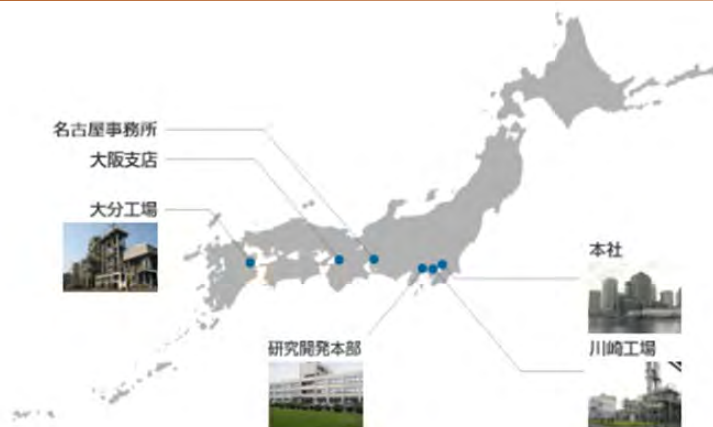 名古屋事務所
大阪支店
大分工場
本社
研究開発本部
川崎工場